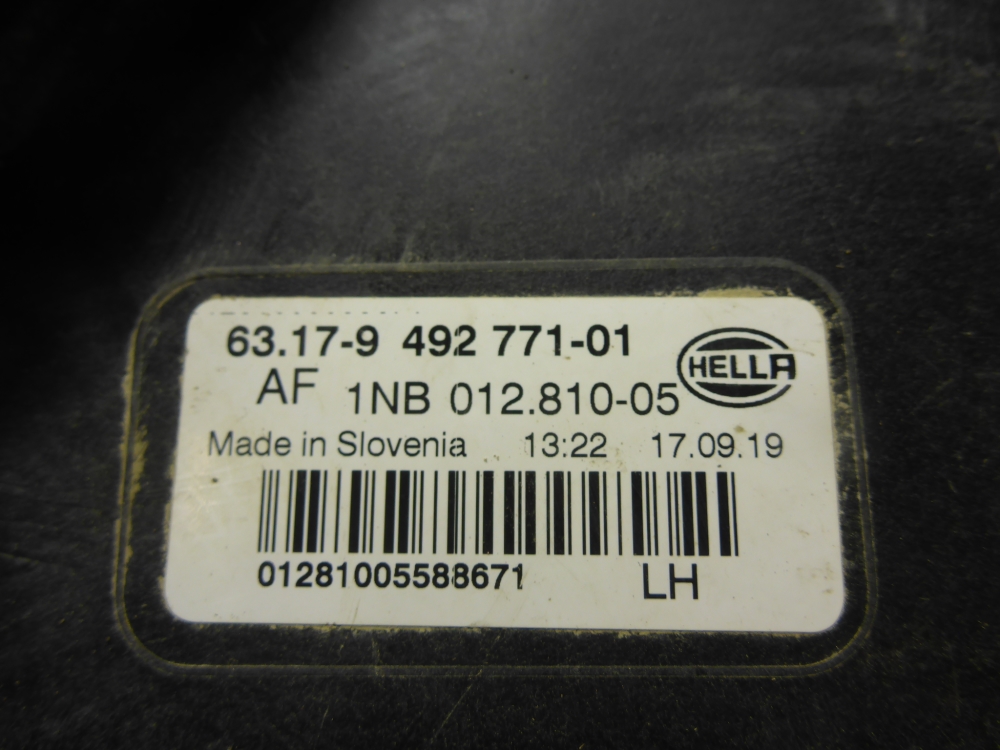 63.17-9 492 771-01
HELLA
AF 1NB 012.810-05
Made in Slovenia 13:22 17.09.19
01281005588671
LH